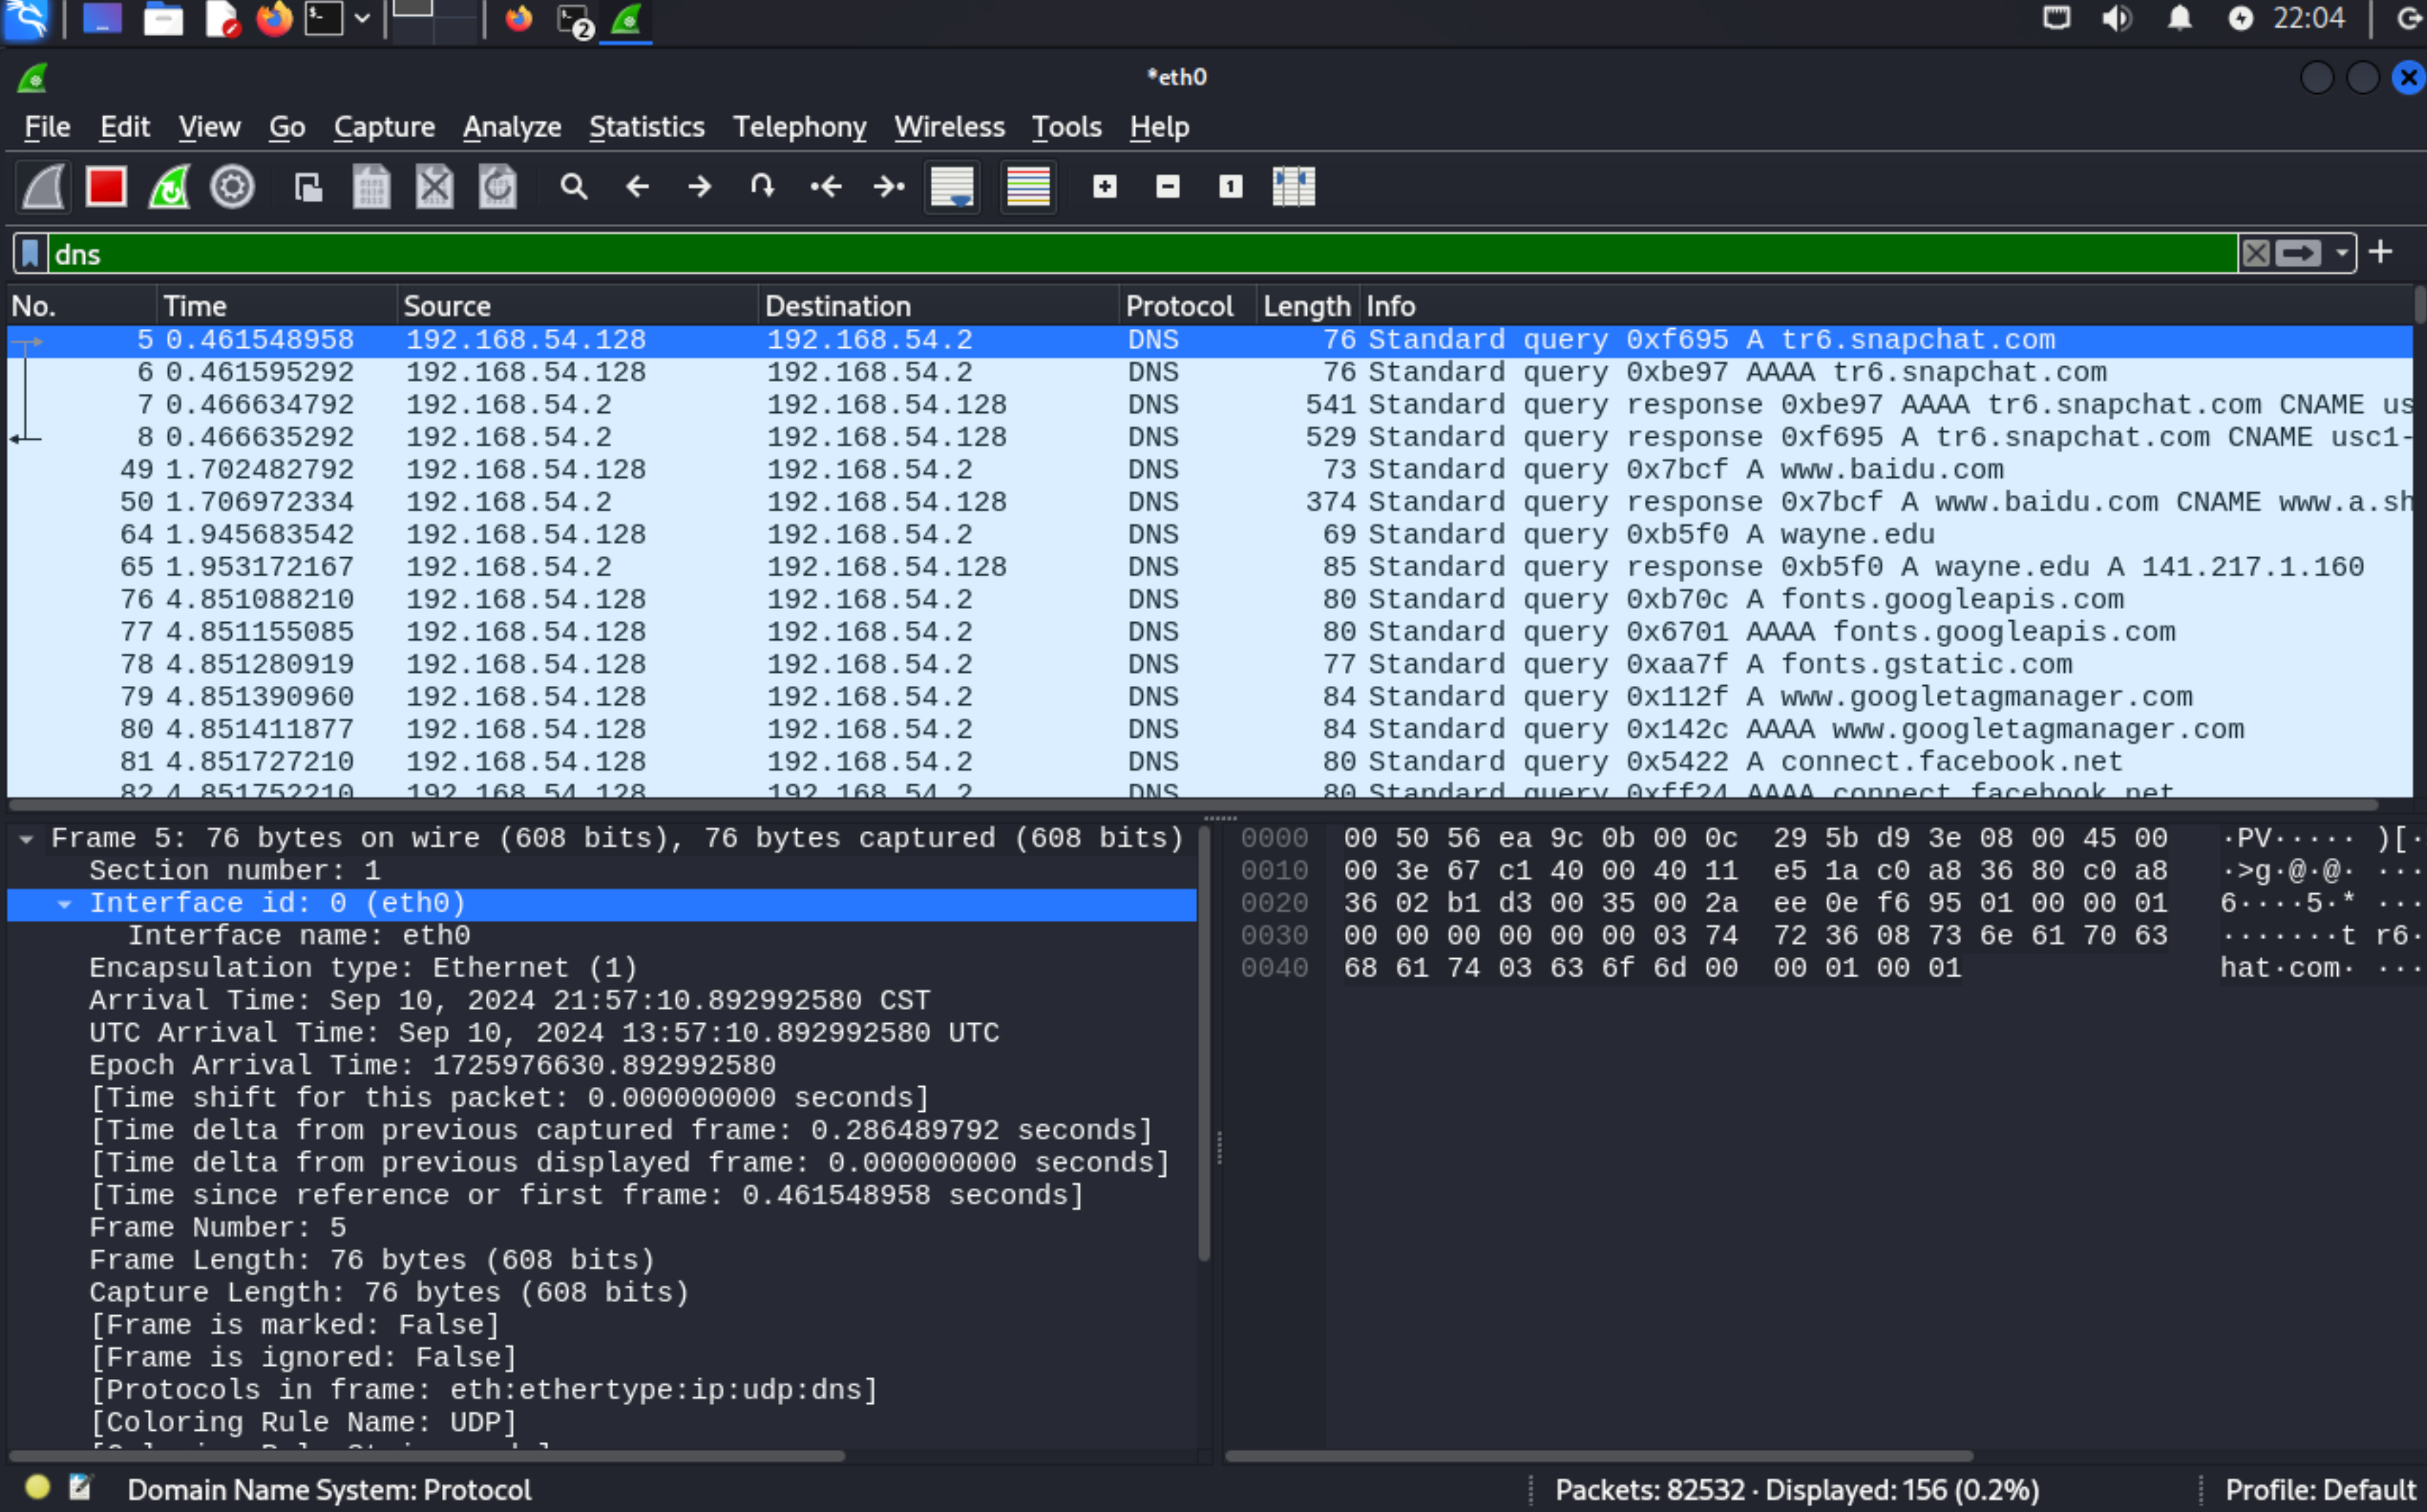 2 22:04
*eth0
File Edit View Go Capture Analyze Statistics Telephony Wireless Tools Help
dns
No. Time Source Destination Protocol Length Info
5 0.461548958 192.168.54.128 192.168.54.2 DNS 76 Standard query 0xf695 A tr6.snapchat.com
6 0.461595292 192.168.54.128 192.168.54.2 DNS 76 Standard query 0xbe97 AAAA tr6.snapchat.com
7 0.466634792 192.168.54.2 192.168.54.128 DNS 541 Standard query response 0xbe97 AAAA tr6.snapchat.com CNAME us
8 0.466635292 192.168.54.2 192.168.54.128 DNS 529 Standard query response 0xf695 A tr6.snapchat.com CNAME usc1-
49 1.702482792 192.168.54.128 192.168.54.2 DNS 73 Standard query 0x7bcf A www.baidu.com
50 1.706972334 192.168.54.2 192.168.54.128 DNS 374 Standard query response 0x7bcf A www.baidu.com CNAME www.a.sh
64 1.945683542 192.168.54.128 192.168.54.2 DNS 69 Standard query 0xb5f0 A wayne.edu
65 1.953172167 192.168.54.2 192.168.54.128 DNS 85 Standard query response 0xb5f0 A wayne.edu A 141.217.1.160
76 4.851088210 192.168.54.128 192.168.54.2 DNS 80 Standard query 0xb70c A fonts.googleapis.com
77 4.851155085 192.168.54.128 192.168.54.2 DNS 80 Standard query 0x6701 AAAA fonts.googleapis.com
78 4.851280919 192.168.54.128 192.168.54.2 DNS 77 Standard query 0xaa7f A fonts.gstatic.com
79 4.851390960 192.168.54.128 192.168.54.2 DNS 84 Standard query 0x112f A www.googletagmanager.com
80 4.851411877 192.168.54.128 192.168.54.2 DNS 84 Standard query 0x142c AAAA www.googletagmanager.com
81 4.851727210 192.168.54.128 192.168.54.2 DNS 80 Standard query 0x5422 A connect.facebook.net
82 4.851752210 192.168.54.128 192.168.54.2 DNS 80 Standard query 0xff24 AAAA connect.facebook.net
Frame 5: 76 bytes on wire (608 bits), 76 bytes captured (608 bits)
Section number: 1
Interface id: 0 (eth0)
Interface name: eth0
Encapsulation type: Ethernet (1)
Arrival Time: Sep 10, 2024 21:57:10.892992580 CST
UTC Arrival Time: Sep 10, 2024 13:57:10.892992580 UTC
Epoch Arrival Time: 1725976630.892992580
[Time shift for this packet: 0.000000000 seconds]
[Time delta from previous captured frame: 0.286489792 seconds]
[Time delta from previous displayed frame: 0.000000000 seconds]
[Time since reference or first frame: 0.461548958 seconds]
Frame Number: 5
Frame Length: 76 bytes (608 bits)
Capture Length: 76 bytes (608 bits)
[Frame is marked: False]
[Frame is ignored: False]
[Protocols in frame: eth:ethertype:ip:udp:dns]
[Coloring Rule Name: UDP]
0000 00 50 56 ea 9c 0b 00 0c 29 5b d9 3e 08 00 45 00 ·PV····· )[·
0010 00 3e 67 c1 40 00 40 11 e5 1a c0 a8 36 80 c0 a8 ·>g·@·@· ···
0020 36 02 b1 d3 00 35 00 2a ee 0e f6 95 01 00 00 01 6····5·* ···
0030 00 00 00 00 00 00 03 74 72 36 08 73 6e 61 70 63 ·······t r6·
0040 68 61 74 03 63 6f 6d 00 00 01 00 01 hat·com· ···
Domain Name System: Protocol
Packets: 82532 · Displayed: 156 (0.2%)
Profile: Default